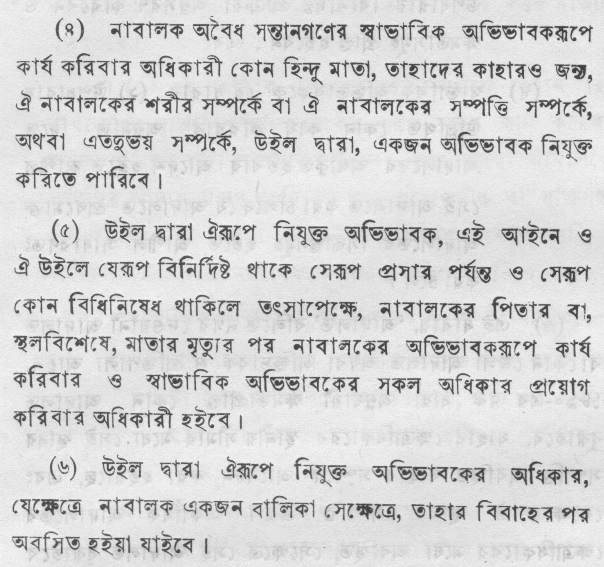 (৪) নাবালক অবৈধ সন্তানগণের স্বাভাবিক অভিভাবকরূপে
কার্য করিবার অধিকারী কোন হিন্দু মাতা, তাহাদের কাহারও জন্য,
ঐ নাবালকের শরীর সম্পর্কে বা ঐ নাবালকের সম্পত্তি সম্পর্কে,
অথবা এতদুভয় সম্পর্কে, উইল দ্বারা, একজন অভিভাবক নিযুক্ত
করিতে পারিবে।
(৫) উইল দ্বারা ঐরূপে নিযুক্ত অভিভাবক, এই আইনে ও
ঐ উইলে যেরূপ বিনির্দিষ্ট থাকে সেরূপ প্রসার পর্যন্ত ও সেরূপ
কোন বিধিনিষেধ থাকিলে তৎসাপেক্ষে, নাবালকের পিতার বা,
স্থলবিশেষে, মাতার মৃত্যুর পর নাবালকের অভিভাবকরূপে কার্য
করিবার ও স্বাভাবিক অভিভাবকের সকল অধিকার প্রয়োগ
করিবার অধিকারী হইবে।
(৬) উইল দ্বারা ঐরূপে নিযুক্ত অভিভাবকের অধিকার,
যেক্ষেত্রে নাবালক একজন বালিকা সেক্ষেত্রে, তাহার বিবাহের পর
অবসিত হইয়া যাইবে।